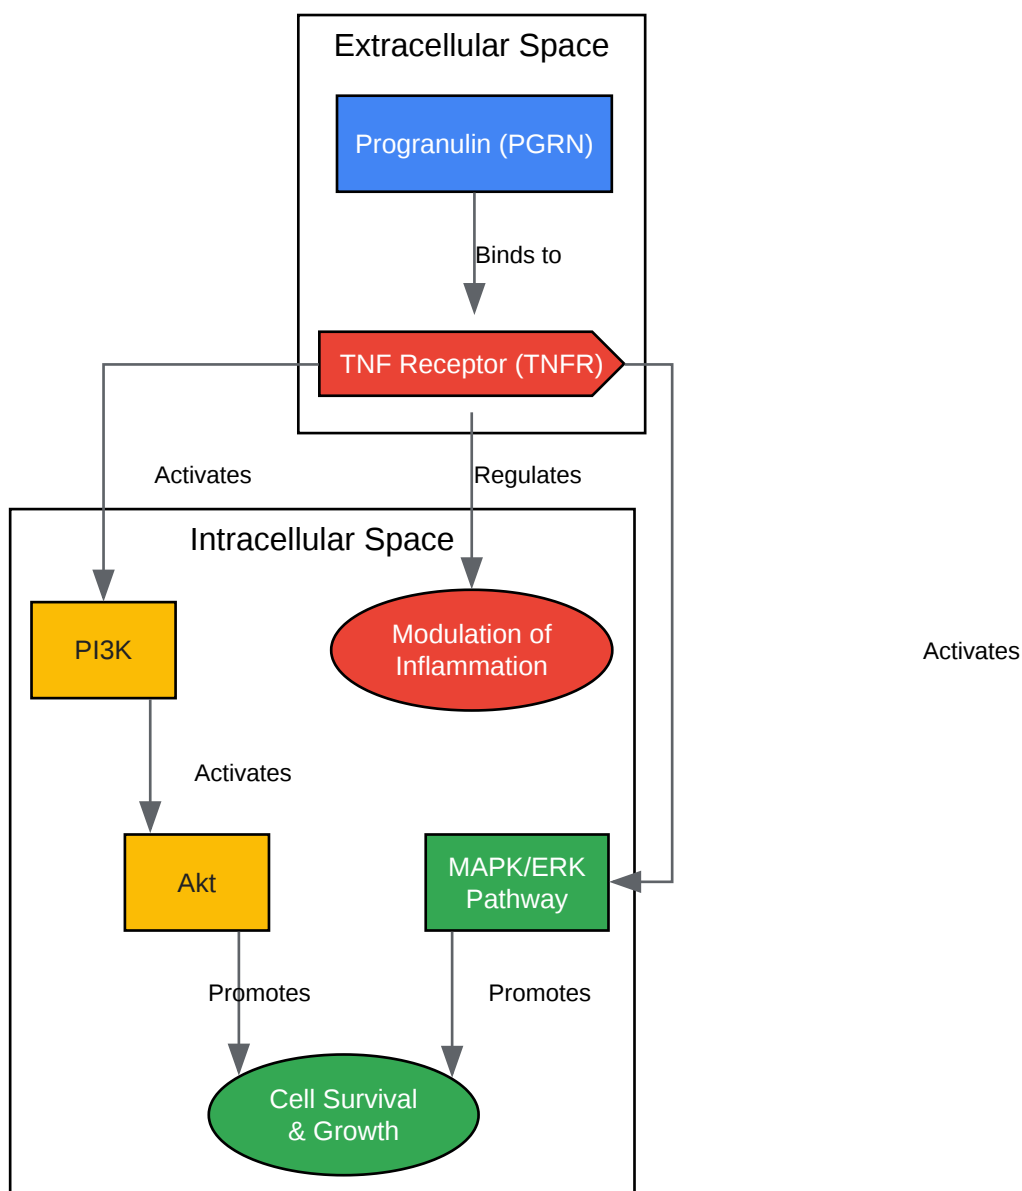 Extracellular Space
Progranulin (PGRN)
Binds to
TNF Receptor (TNFR)
Activates
Regulates
Intracellular Space
PI3K
Modulation of
Inflammation
Activates
Activates
Akt
MAPK/ERK
Pathway
Promotes
Promotes
Cell Survival
& Growth